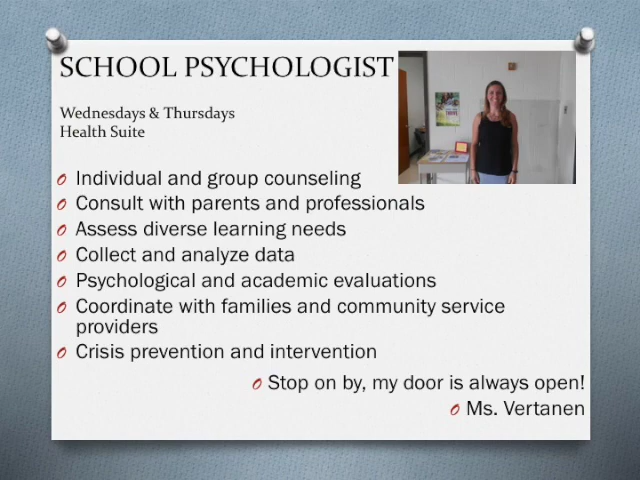 SCHOOL PSYCHOLOGIST
Wednesdays & Thursdays
Health Suite
Individual and group counseling
Consult with parents and professionals
Assess diverse learning needs
Collect and analyze data
Psychological and academic evaluations
Coordinate with families and community service
providers
Crisis prevention and intervention
Stop on by, my door is always open!
Ms. Vertanen